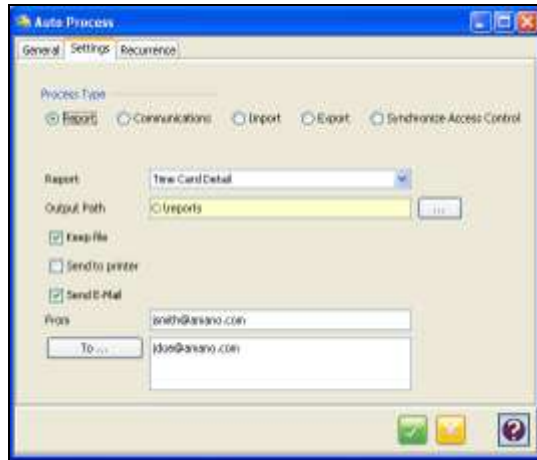 Auto Process
General Settings Recurrence
Process Type
Report Communications Import Export Synchronize Access Control
Report Time Card Detail
Output Path C:\reports
...
Keep file
Send to printer
Send E-Mail
From jsmith@amano.com
To ... jdoe@amano.com
?